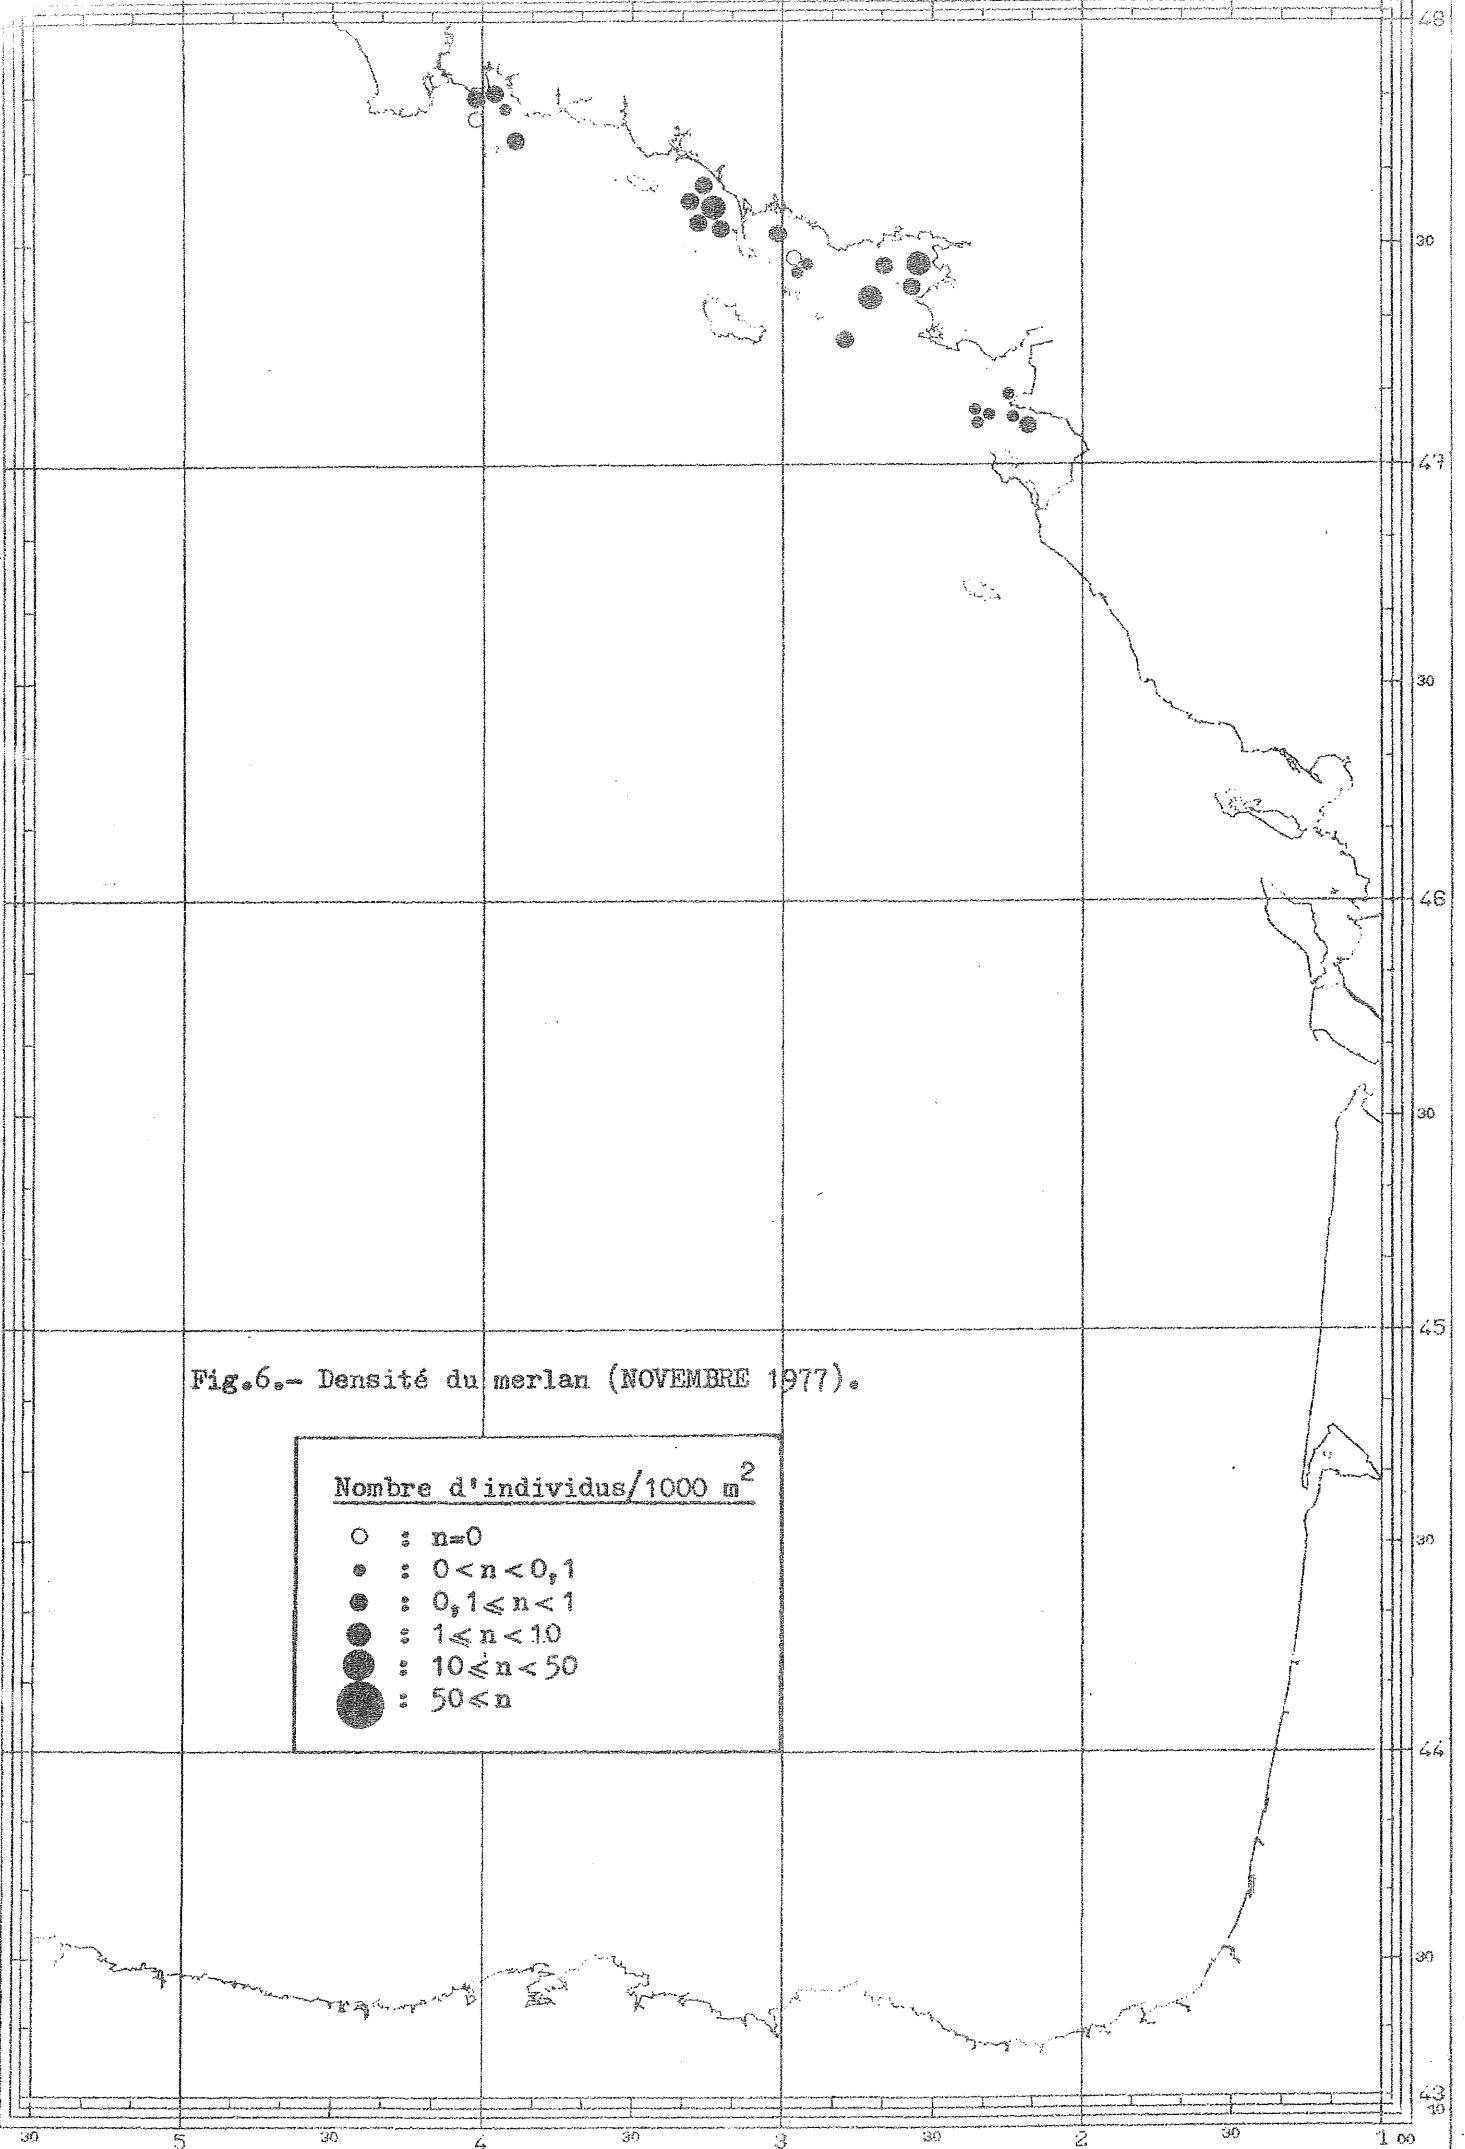 48
30
47
30
46
30
45
Fig.6.- Densité du merlan (NOVEMBRE 1977).
Nombre d'individus/1000 m²
: n=0
: 0<n<0,1
: 0,1⩽n<1
: 1⩽n<10
: 10⩽n<50
: 50⩽n
30
44
30
43
10
30 5 30 4 30 3 30 2 30 1 00